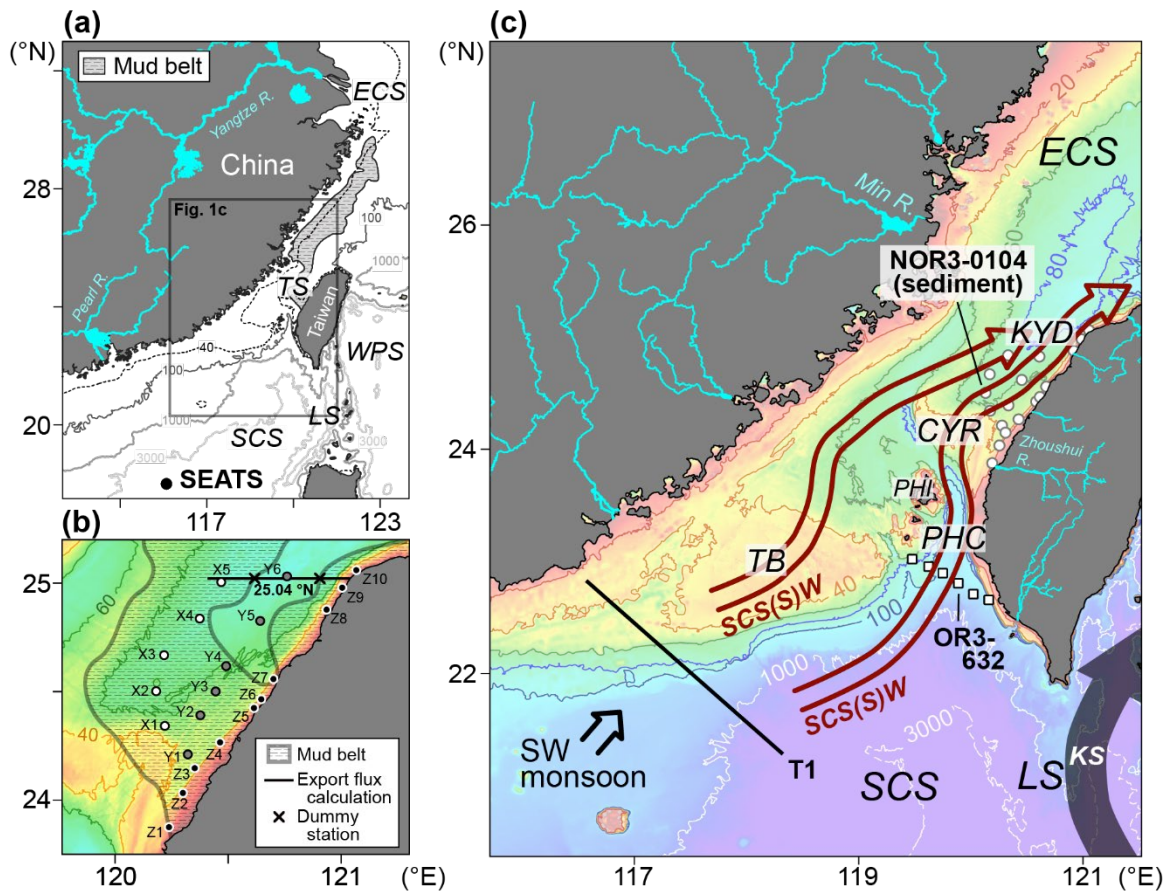 (a)
(°N)
Mud belt
ECS
Yangtze R.
China
28
Fig. 1c
100
1000
TS
Taiwan
Pearl R.
WPS
40
100
20
1000
LS
SCS
3000
3000
SEATS
117
123
(b)
60
X5
Y6
Z10
25
25.04 °N
Z9
X4
Y5
Z8
X3
Y4
Z7
X2
Y3
Z6
Z5
Y2
X1
40
Z4
Y1
Z3
Z2
24
Z1
Mud belt
Export flux
calculation
Dummy
station
120
121
(°E)
(c)
(°N)
20
ECS
Min R.
26
60
80
NOR3-0104
(sediment)
KYD
24
CYR
Zhoushui
R.
PHI
PHC
TB
SCS(S)W
40
100
OR3-
632
22
1000
SCS(S)W
3000
SW
monsoon
T1
SCS
LS
KS
117
119
121
(°E)